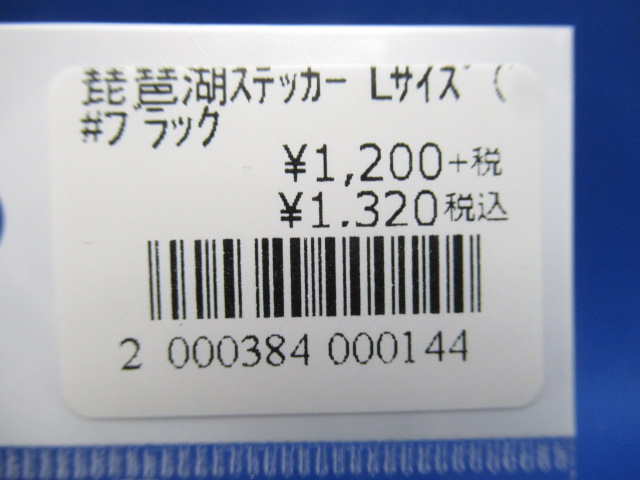 琵琶湖ステッカー Lサイズ (
#ブラック
¥1,200+税
¥1,320税込
2 000384 000144